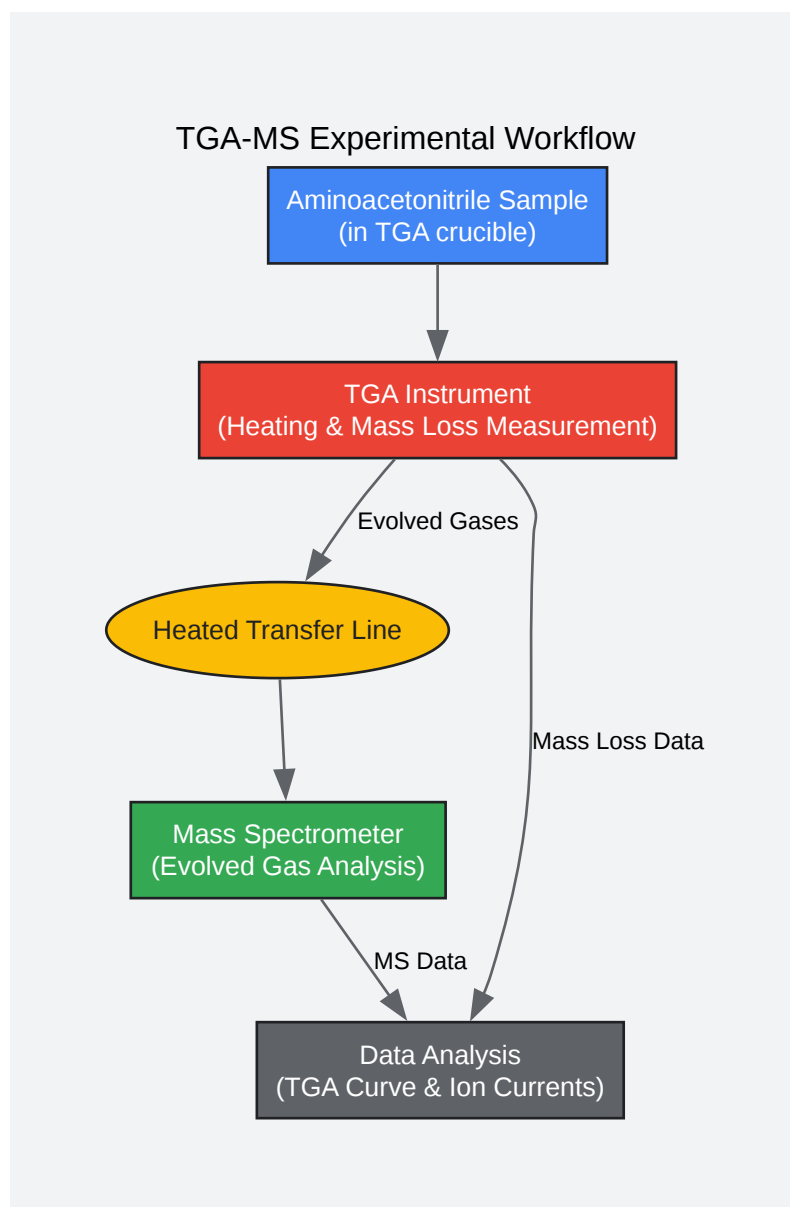 TGA-MS Experimental Workflow
Aminoacetonitrile Sample
(in TGA crucible)
TGA Instrument
(Heating & Mass Loss Measurement)
Evolved Gases
Heated Transfer Line
Mass Loss Data
Mass Spectrometer
(Evolved Gas Analysis)
MS Data
Data Analysis
(TGA Curve & Ion Currents)